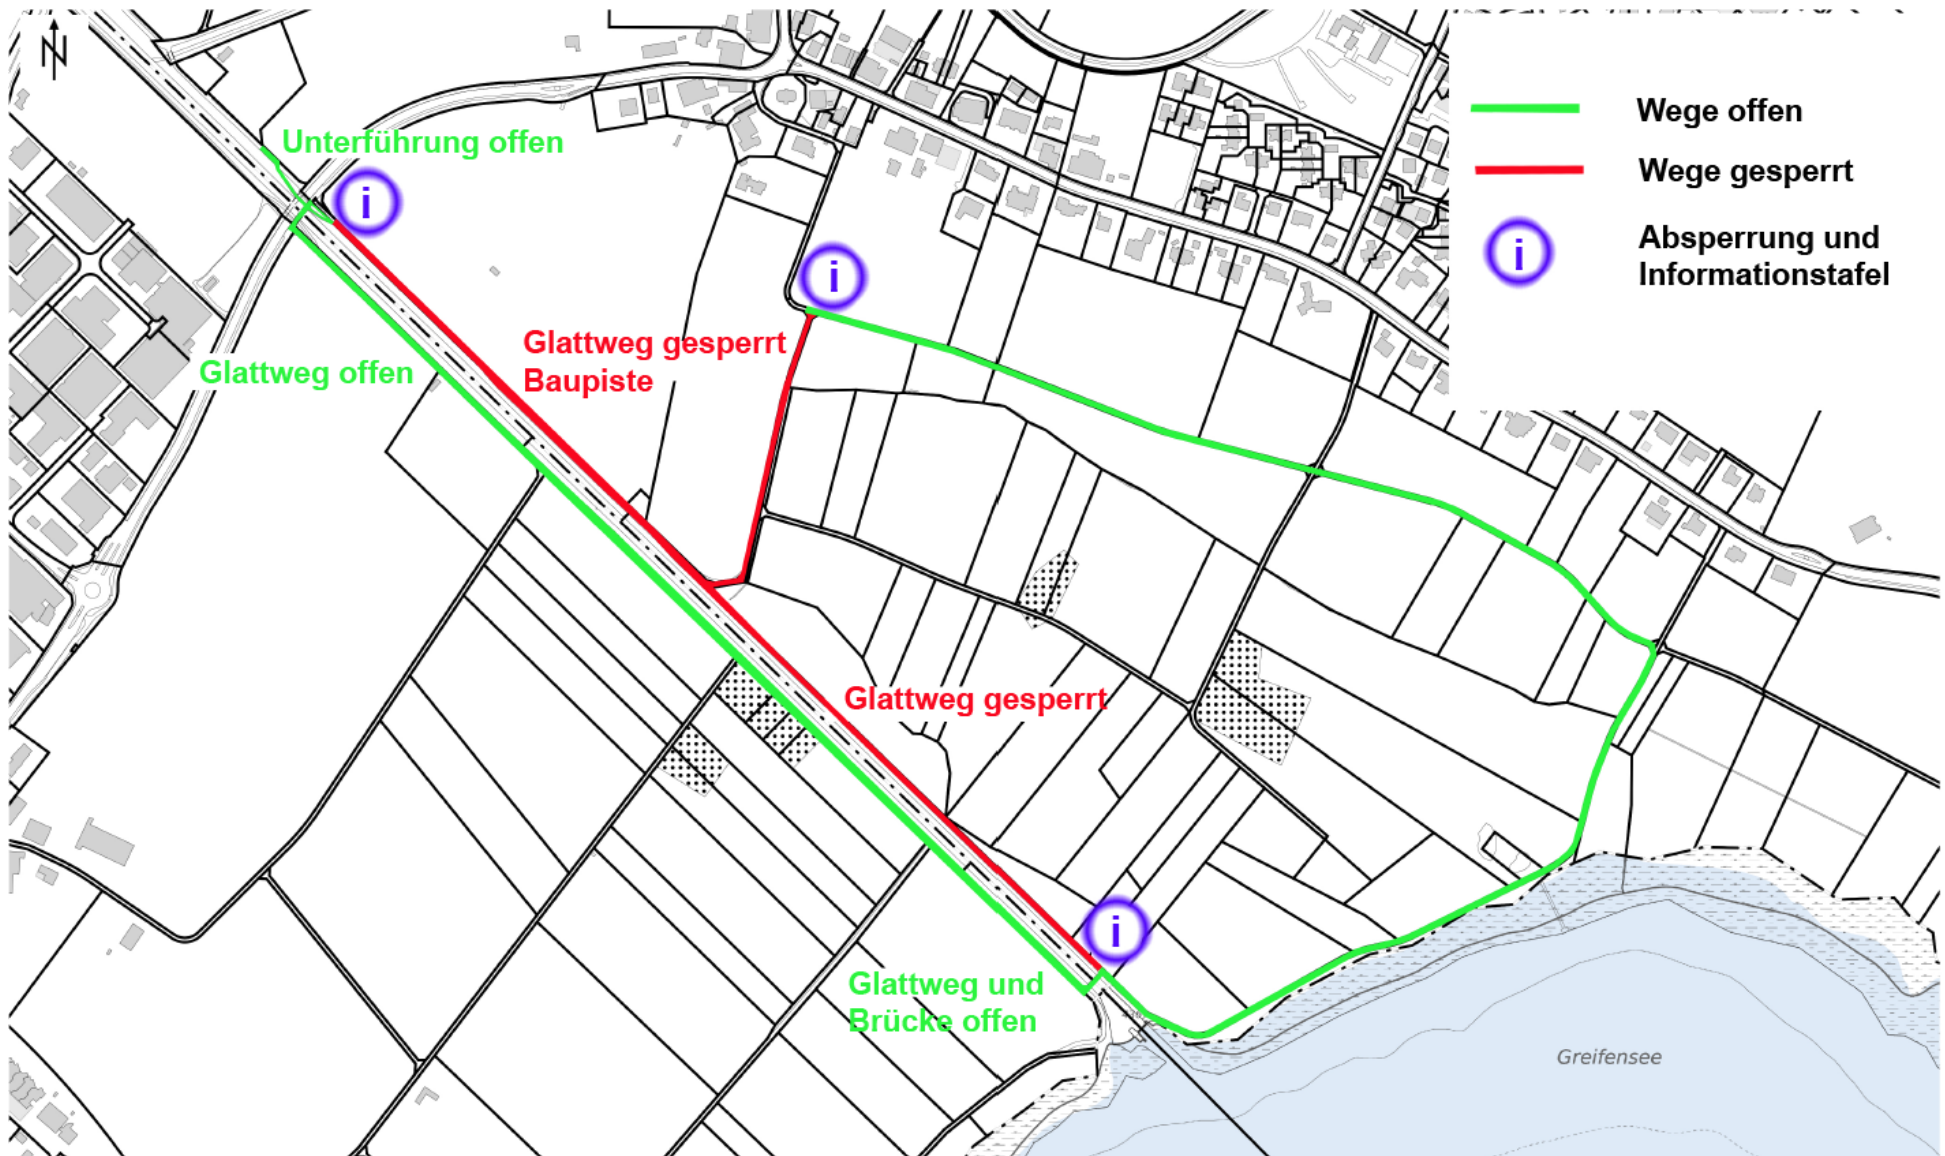 N
Wege offen
Unterführung offen
Wege gesperrt
i
i
Absperrung und
Informationstafel
i
Glattweg gesperrt
Baupiste
Glattweg offen
Glattweg gesperrt
i
Glattweg und
Brücke offen
Greifensee